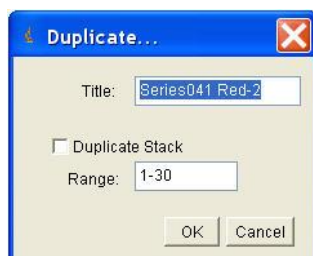 Duplicate...
Title: Series041 Red-2
Duplicate Stack
Range: 1-30
OK Cancel